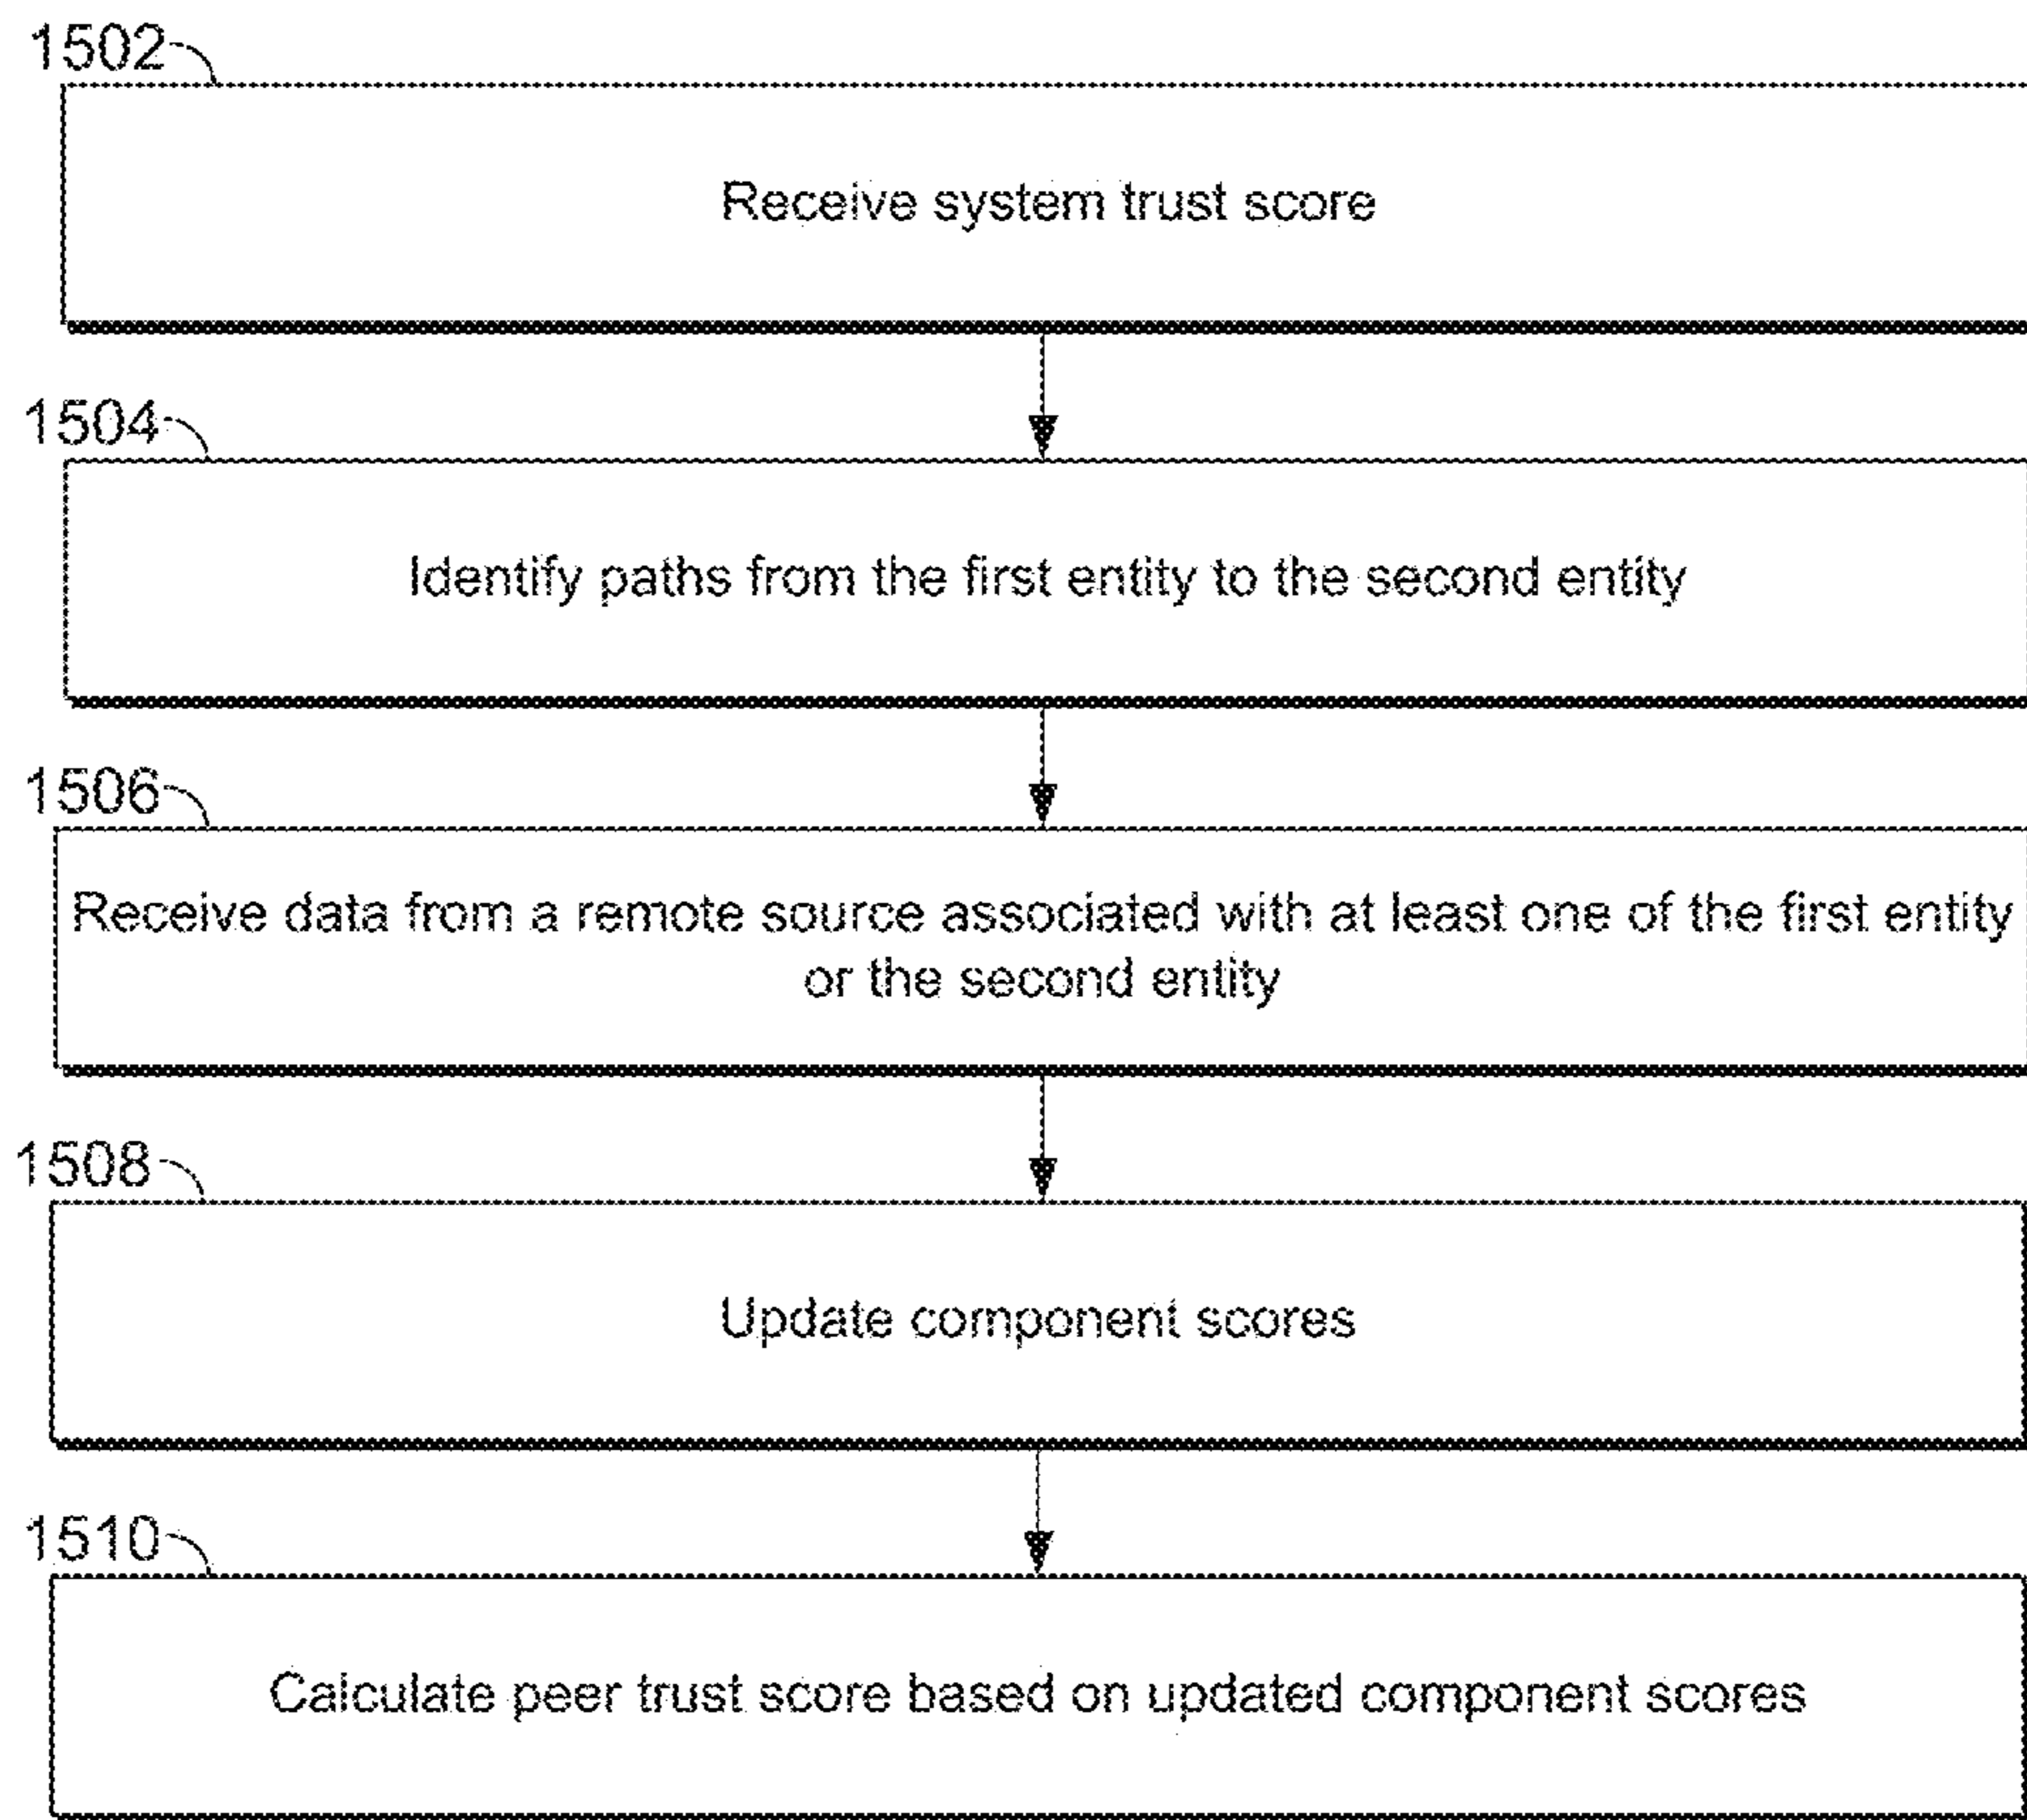 1502
Receive system trust score
1504
Identify paths from the first entity to the second entity
1506
Receive data from a remote source associated with at least one of the first entity
or the second entity
1508
Update component scores
1510
Calculate peer trust score based on updated component scores